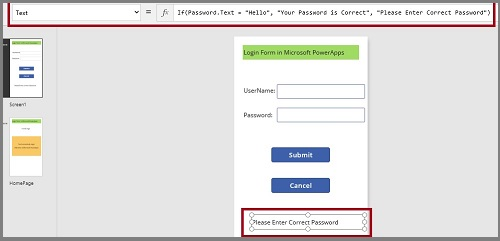 Text
= fx If(Password.Text = "Hello", "Your Password is Correct", "Please Enter Correct Password")
Login Form in Microsoft PowerApps
UserName:
Password:
Submit
Cancel
Please Enter Correct Password
Screen1
HomePage